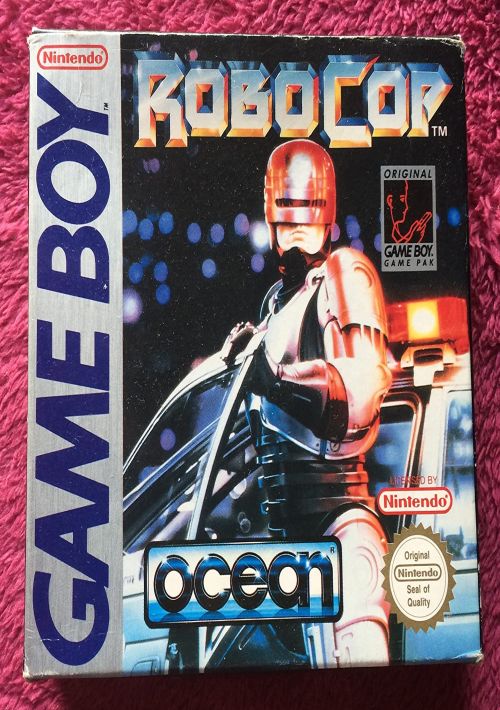 Nintendo
GAME BOY
TM
ROBOCOP
TM
ORIGINAL
GAME BOY
GAME PAK
LICENSED BY
Nintendo
Original
Nintendo
Seal of
Quality
ocean